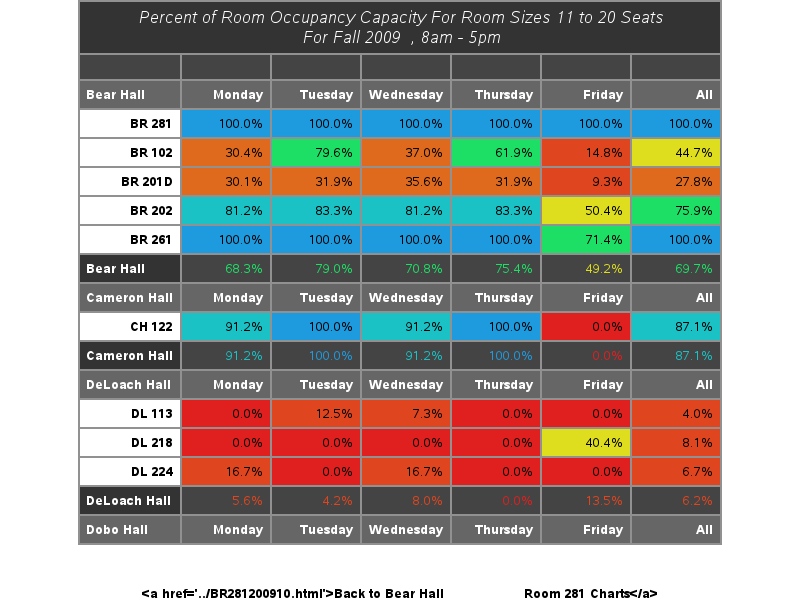 Percent of Room Occupancy Capacity For Room Sizes 11 to 20 Seats
For Fall 2009 , 8am - 5pm
Bear Hall Monday Tuesday Wednesday Thursday Friday All
BR 281 100.0% 100.0% 100.0% 100.0% 100.0% 100.0%
BR 102 30.4% 79.6% 37.0% 61.9% 14.8% 44.7%
BR 201D 30.1% 31.9% 35.6% 31.9% 9.3% 27.8%
BR 202 81.2% 83.3% 81.2% 83.3% 50.4% 75.9%
BR 261 100.0% 100.0% 100.0% 100.0% 71.4% 100.0%
Bear Hall 68.3% 79.0% 70.8% 75.4% 49.2% 69.7%
Cameron Hall Monday Tuesday Wednesday Thursday Friday All
CH 122 91.2% 100.0% 91.2% 100.0% 0.0% 87.1%
Cameron Hall 91.2% 100.0% 91.2% 100.0% 0.0% 87.1%
DeLoach Hall Monday Tuesday Wednesday Thursday Friday All
DL 113 0.0% 12.5% 7.3% 0.0% 0.0% 4.0%
DL 218 0.0% 0.0% 0.0% 0.0% 40.4% 8.1%
DL 224 16.7% 0.0% 16.7% 0.0% 0.0% 6.7%
DeLoach Hall 5.6% 4.2% 8.0% 0.0% 13.5% 6.2%
Dobo Hall Monday Tuesday Wednesday Thursday Friday All
<a href='../BR281200910.html'>Back to Bear Hall Room 281 Charts</a>